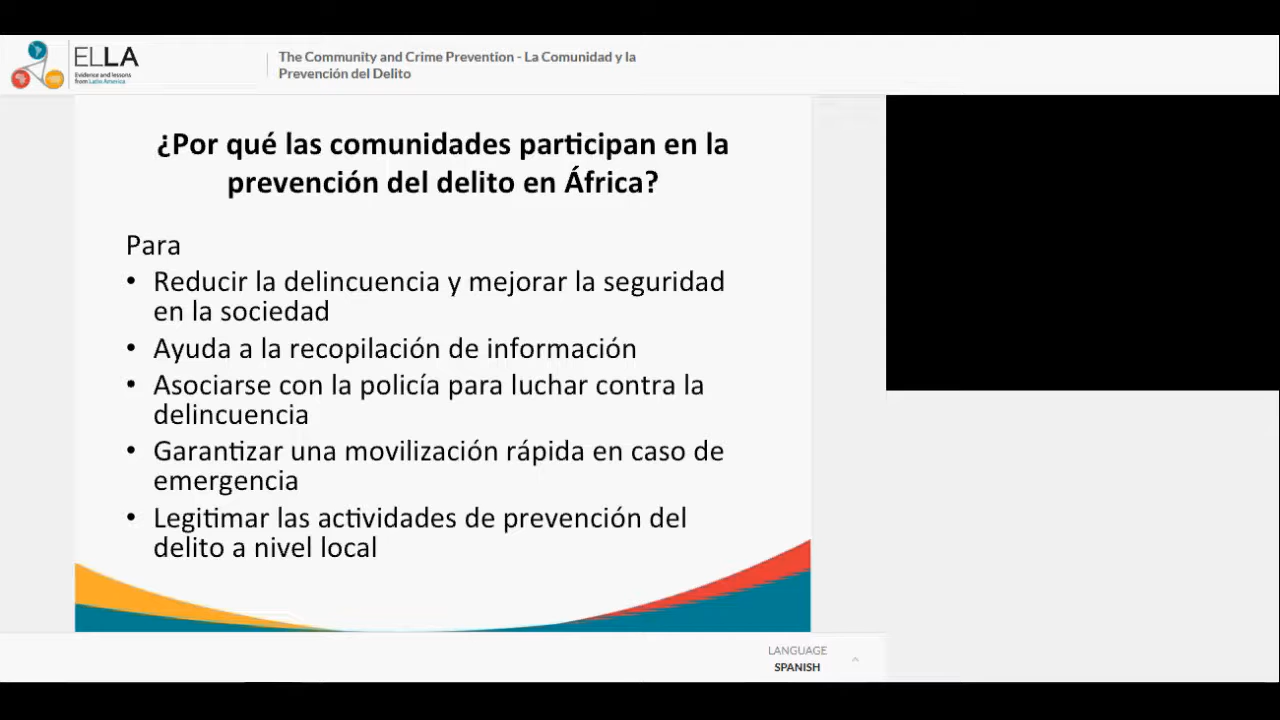 ELLA
Evidence and lessons
from Latin America
The Community and Crime Prevention - La Comunidad y la
Prevención del Delito
¿Por qué las comunidades participan en la
prevención del delito en África?
Para
• Reducir la delincuencia y mejorar la seguridad
en la sociedad
• Ayuda a la recopilación de información
• Asociarse con la policía para luchar contra la
delincuencia
• Garantizar una movilización rápida en caso de
emergencia
• Legitimar las actividades de prevención del
delito a nivel local
LANGUAGE
SPANISH